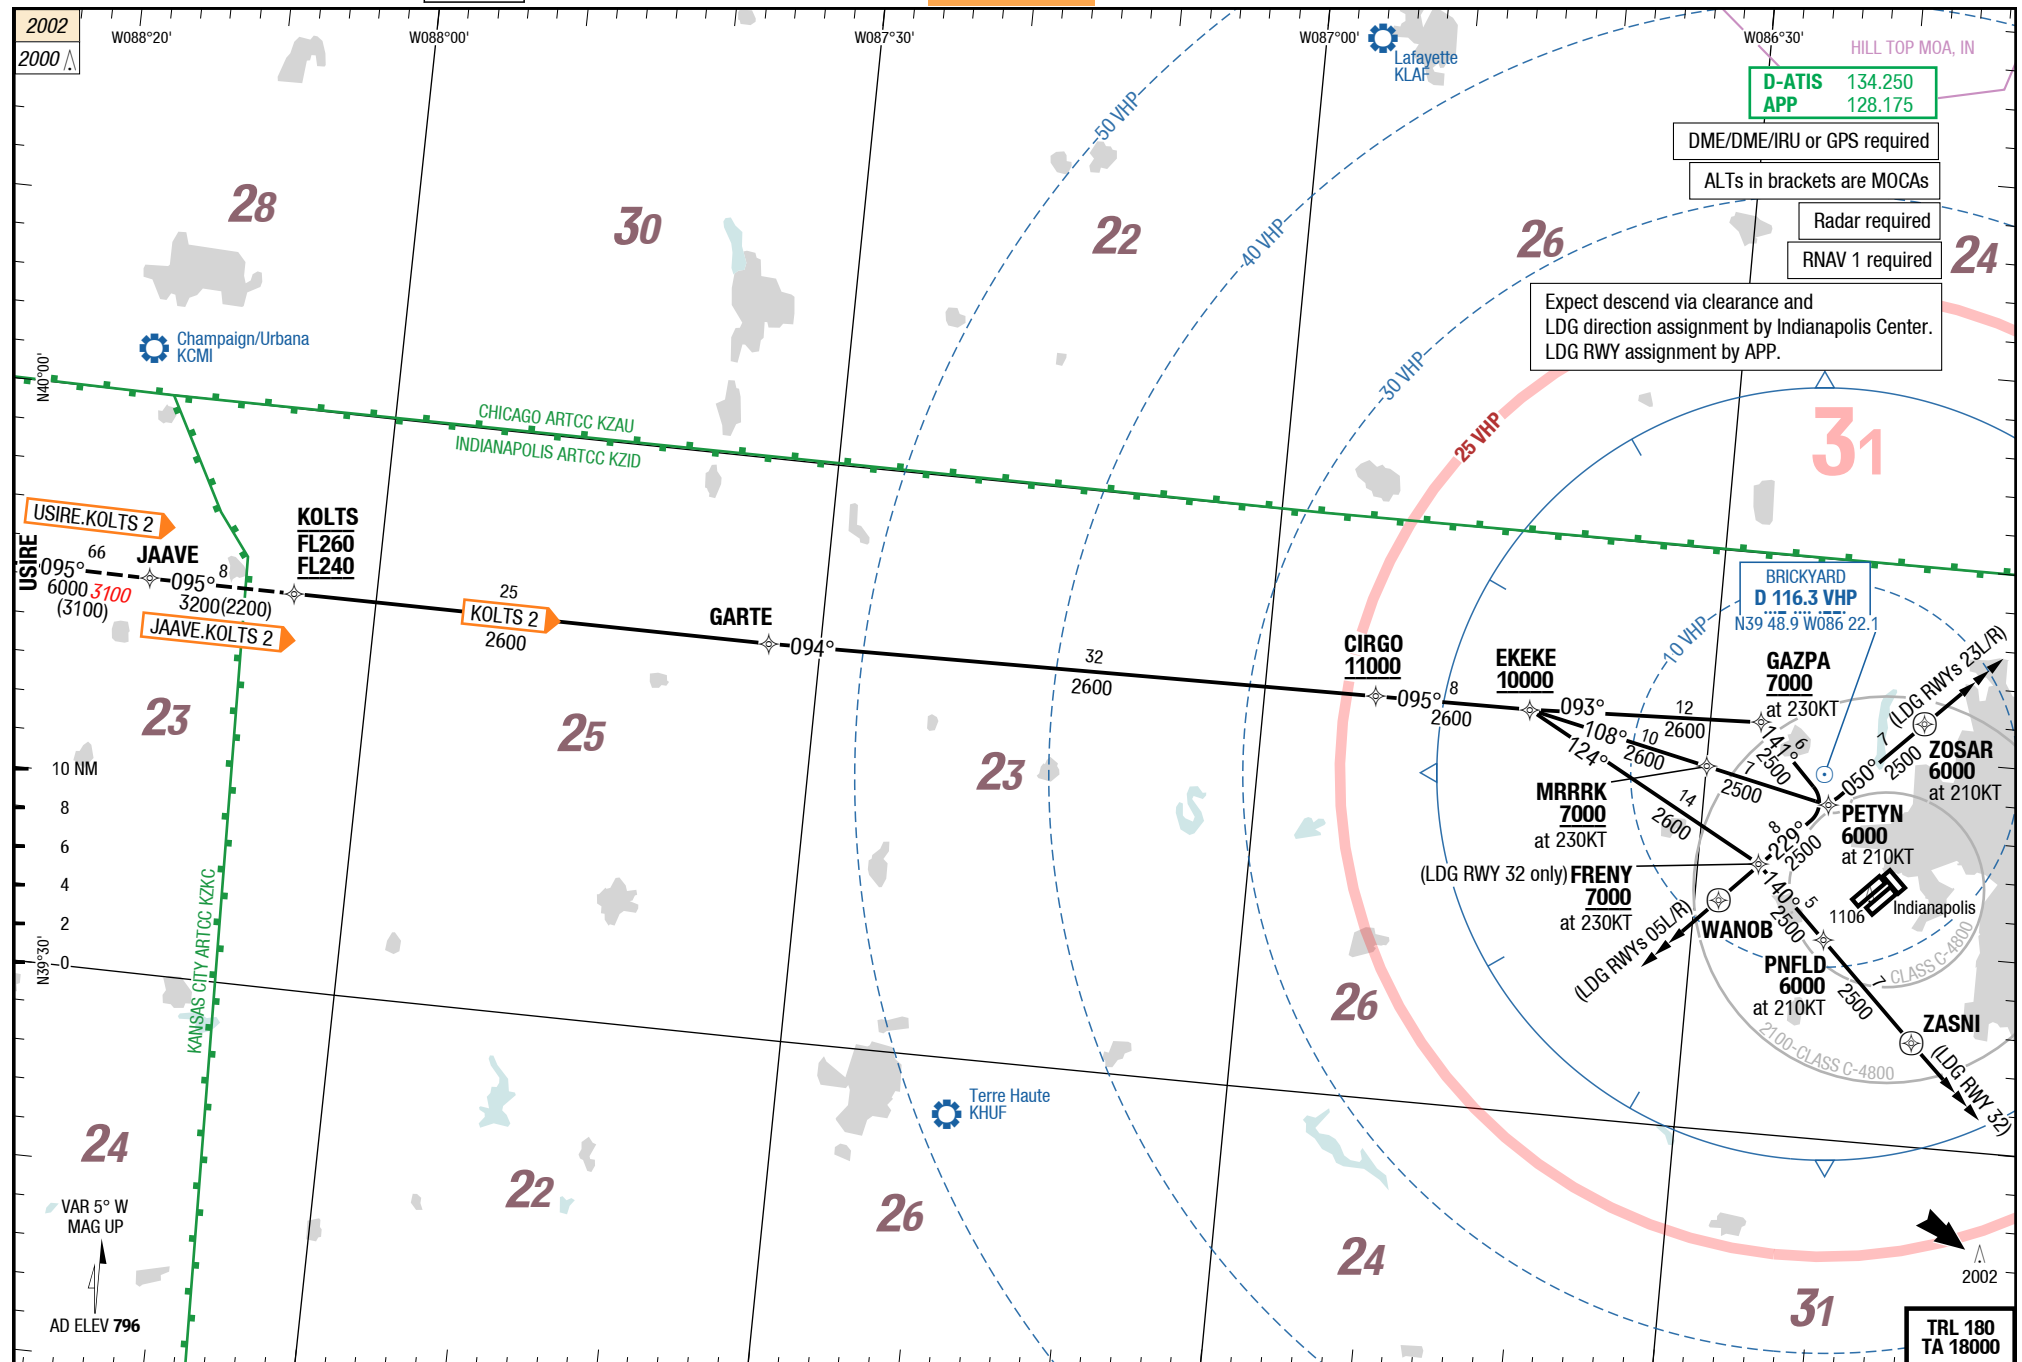 2002
2000
W088°20'
W088°00'
W087°30'
W087°00'
W086°30'
HILL TOP MOA, IN
Lafayette
KLAF
D-ATIS 134.250
APP 128.175
DME/DME/IRU or GPS required
ALTs in brackets are MOCAs
Radar required
RNAV 1 required
Expect descend via clearance and
LDG direction assignment by Indianapolis Center.
LDG RWY assignment by APP.
50 VHP
40 VHP
30 VHP
25 VHP
10 VHP
28
30
22
26
24
31
Champaign/Urbana
KCMI
N40°00'
CHICAGO ARTCC KZAU
INDIANAPOLIS ARTCC KZID
USIRE.KOLTS 2
USIRE
66
095°
6000 3100
(3100)
JAAVE
095° 8
3200(2200)
JAAVE.KOLTS 2
KOLTS
FL260
FL240
25
KOLTS 2
2600
GARTE
094°
32
2600
CIRGO
11000
095° 8
2600
EKEKE
10000
093° 12
2600
108° 10
2600
124° 14
2600
BRICKYARD
D 116.3 VHP
N39 48.9 W086 22.1
GAZPA
7000
at 230KT
141° 6
2500
7
2500
MRRRK
7000
at 230KT
(LDG RWYs 23L/R)
050° 7
2500
ZOSAR
6000
at 210KT
PETYN
6000
at 210KT
8
229°
2500
(LDG RWY 32 only) FRENY
7000
at 230KT
WANOB
(LDG RWYs 05L/R)
140° 5
2500
1106
Indianapolis
PNFLD
6000
at 210KT
7
2500
CLASS C-4800
2100-CLASS C-4800
ZASNI
(LDG RWY 32)
23
25
23
26
10 NM
8
6
4
2
0
N39°30'
KANSAS CITY ARTCC KZKC
Terre Haute
KHUF
24
22
26
24
31
VAR 5° W
MAG UP
AD ELEV 796
2002
TRL 180
TA 18000